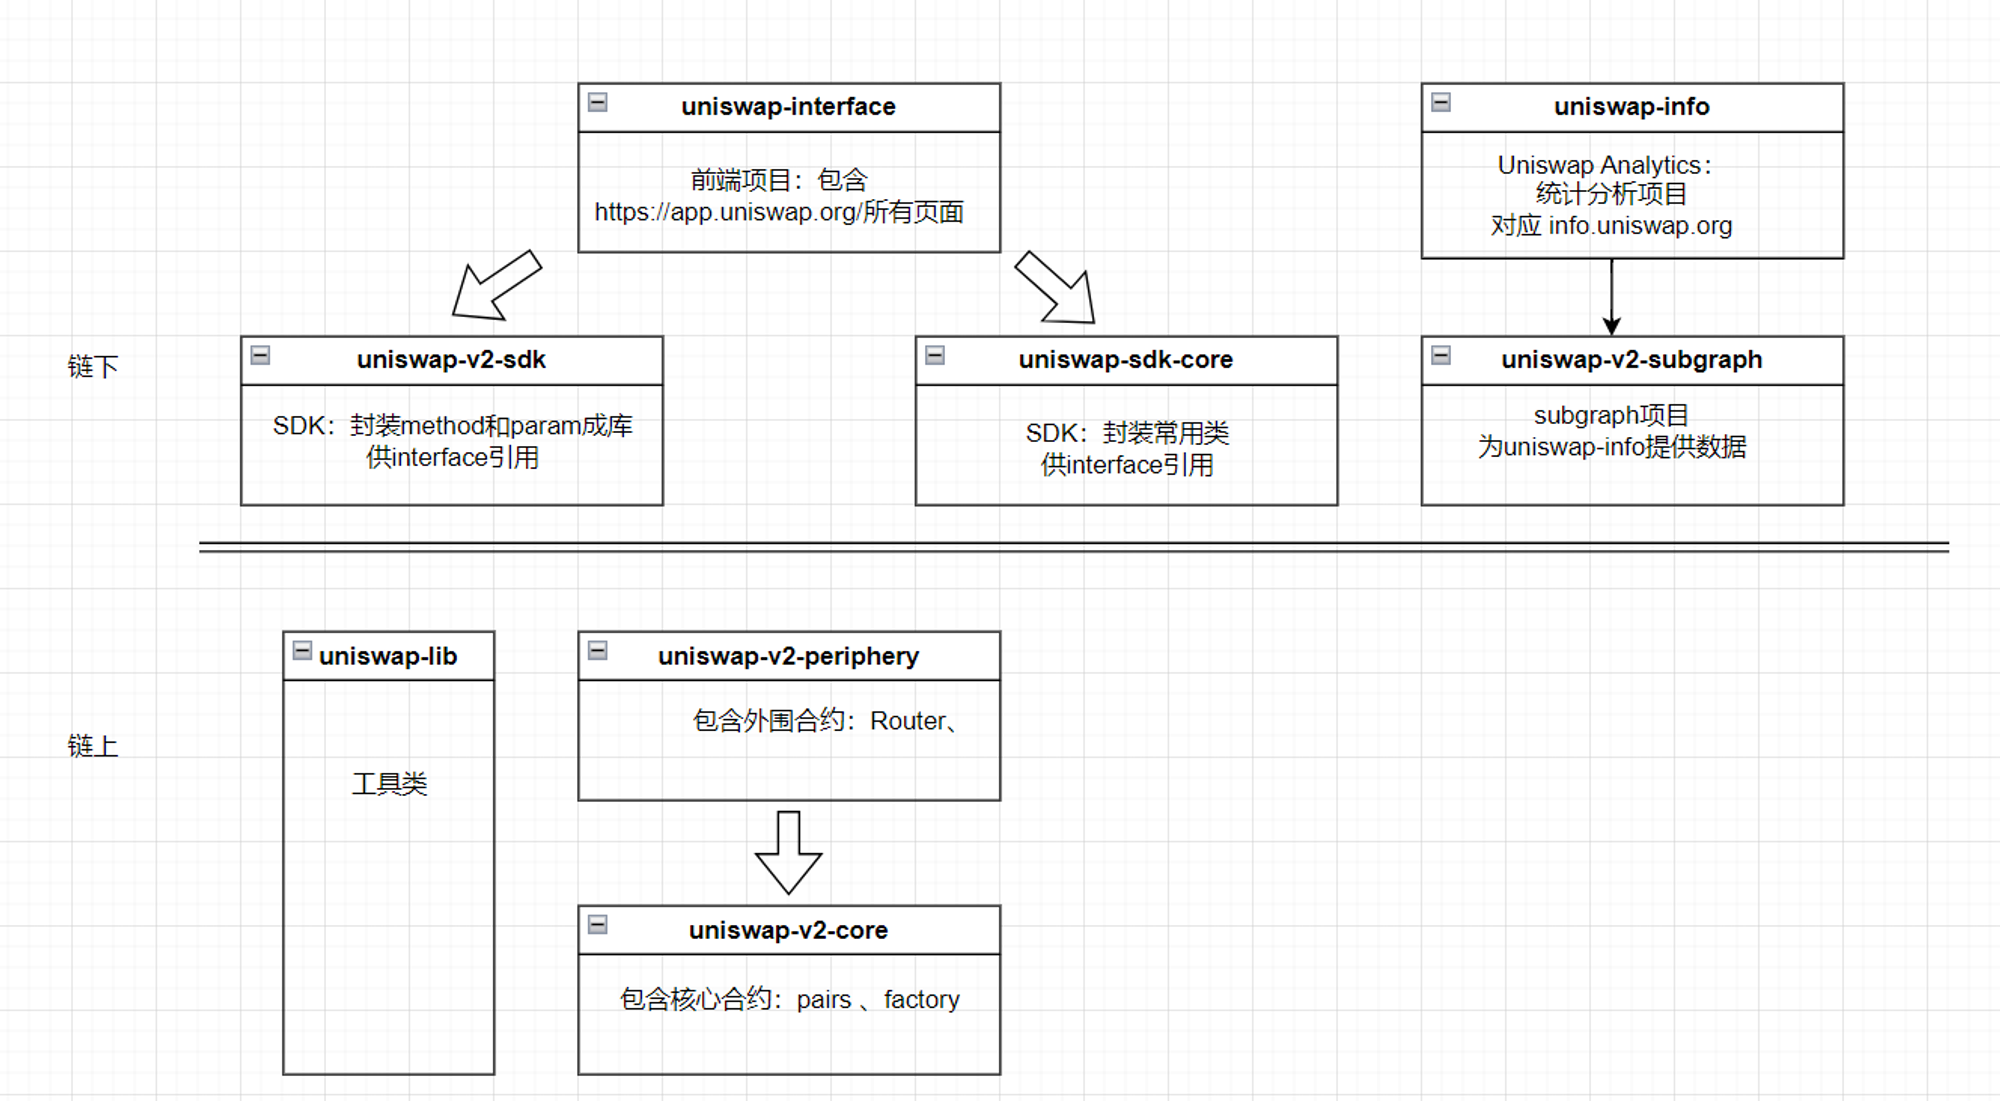 uniswap-interface
前端项目：包含
https://app.uniswap.org/所有页面
uniswap-info
Uniswap Analytics：
统计分析项目
对应 info.uniswap.org
链下
uniswap-v2-sdk
SDK：封装method和param成库
供interface引用
uniswap-sdk-core
SDK：封装常用类
供interface引用
uniswap-v2-subgraph
subgraph项目
为uniswap-info提供数据
链上
uniswap-lib
工具类
uniswap-v2-periphery
包含外围合约：Router、
uniswap-v2-core
包含核心合约：pairs 、factory